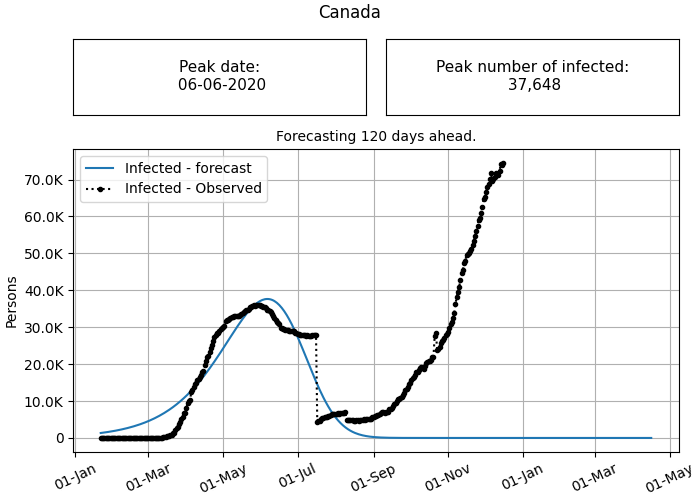 Canada
Peak date:
06-06-2020
Peak number of infected:
37,648
Forecasting 120 days ahead.
Infected - forecast
Infected - Observed
Persons
70.0K
60.0K
50.0K
40.0K
30.0K
20.0K
10.0K
0
01-Jan
01-Mar
01-May
01-Jul
01-Sep
01-Nov
01-Jan
01-Mar
01-May